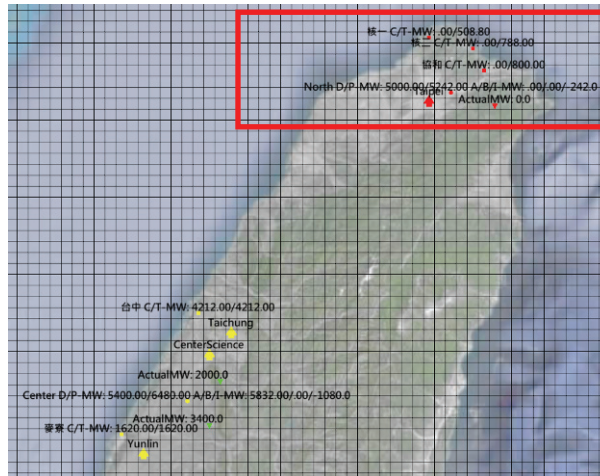 核一 C/T-MW: .00/508.80
核二 C/T-MW: .00/788.00
協和 C/T-MW: .00/800.00
North D/P-MW: 5000.00/5242.00 A/B/I-MW: .00/.00/-242.0
Taipei
ActualMW: 0.0
台中 C/T-MW: 4212.00/4212.00
Taichung
CenterScience
ActualMW: 2000.0
Center D/P-MW: 5400.00/6480.00 A/B/I-MW: 5832.00/.00/-1080.0
ActualMW: 3400.0
麥寮 C/T-MW: 1620.00/1620.00
Yunlin